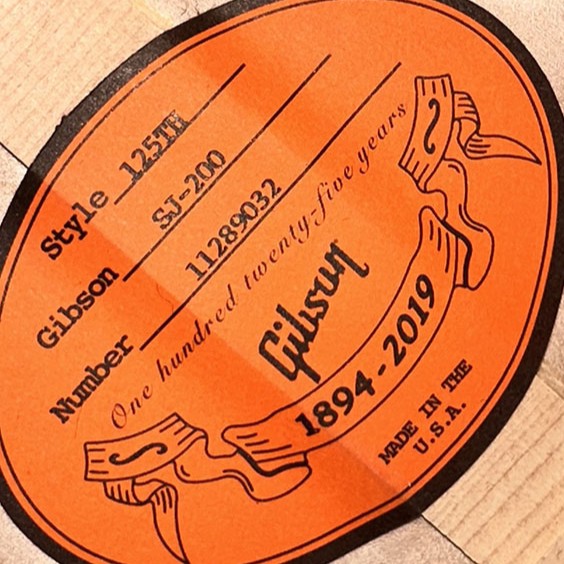 Style 125TH
Gibson SJ-200
Number 11289032
One hundred twenty-five years
Gibson
1894-2019
MADE IN THE
U.S.A.